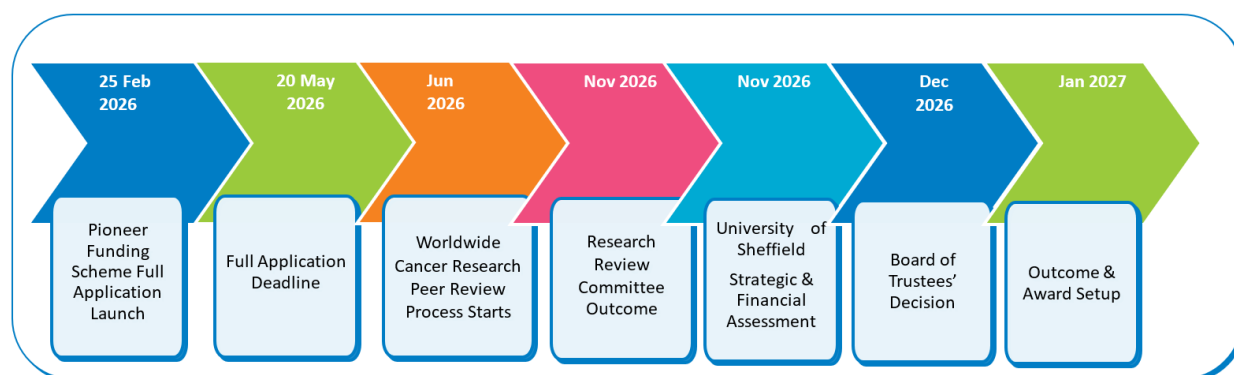 25 Feb
2026
20 May
2026
Jun
2026
Nov 2026
Nov 2026
Dec
2026
Jan 2027
Pioneer
Funding
Scheme Full
Application
Launch
Full Application
Deadline
Worldwide
Cancer Research
Peer Review
Process Starts
Research
Review
Committee
Outcome
University of
Sheffield
Strategic &
Financial
Assessment
Board of
Trustees’
Decision
Outcome &
Award Setup